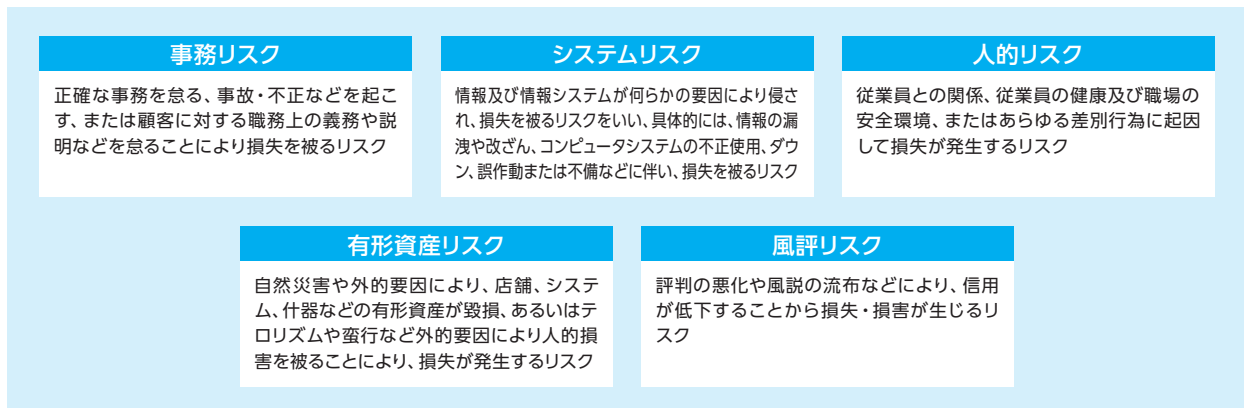 事務リスク
正確な事務を怠る、事故・不正などを起こ
す、または顧客に対する職務上の義務や説
明などを怠ることにより損失を被るリスク
システムリスク
情報及び情報システムが何らかの要因により侵さ
れ、損失を被るリスクをいい、具体的には、情報の漏
洩や改ざん、コンピュータシステムの不正使用、ダウ
ン、誤作動または不備などに伴い、損失を被るリスク
人的リスク
従業員との関係、従業員の健康及び職場の
安全環境、またはあらゆる差別行為に起因
して損失が発生するリスク
有形資産リスク
自然災害や外的要因により、店舗、システ
ム、什器などの有形資産が毀損、あるいはテ
ロリズムや蛮行など外的要因により人的損
害を被ることにより、損失が発生するリスク
風評リスク
評判の悪化や風説の流布などにより、信用
が低下することから損失・損害が生じるリ
スク